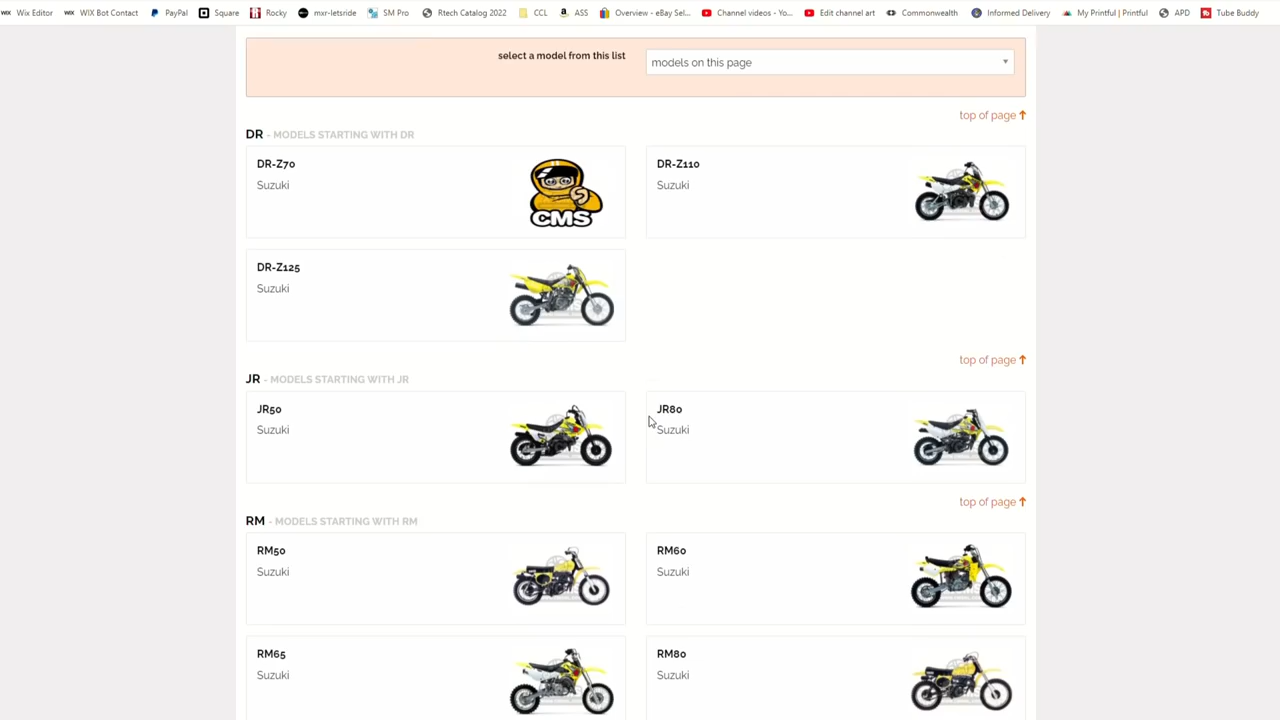 Wix Editor WIX Bot Contact PayPal Square Rocky mxr-letsride SM Pro Rtech Catalog 2022 CCL ASS Overview - eBay Sel... Channel videos - Yo... Edit channel art Commonwealth Informed Delivery My Printful | Printful APD Tube Buddy
select a model from this list
models on this page
top of page ↑
DR - MODELS STARTING WITH DR
DR-Z70
Suzuki
CMS
DR-Z110
Suzuki
DR-Z125
Suzuki
top of page ↑
JR - MODELS STARTING WITH JR
JR50
Suzuki
JR80
Suzuki
top of page ↑
RM - MODELS STARTING WITH RM
RM50
Suzuki
RM60
Suzuki
RM65
Suzuki
RM80
Suzuki